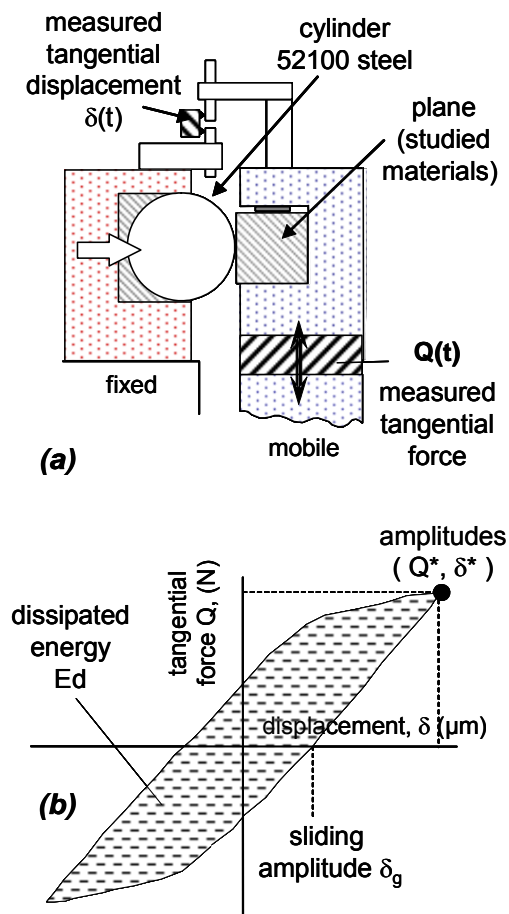 measured
tangential
displacement
δ(t)
cylinder
52100 steel
plane
(studied
materials)
fixed
Q(t)
measured
tangential
force
mobile
(a)
amplitudes
( Q*, δ* )
tangential
force Q, (N)
dissipated
energy
Ed
displacement, δ (µm)
(b)
sliding
amplitude δg